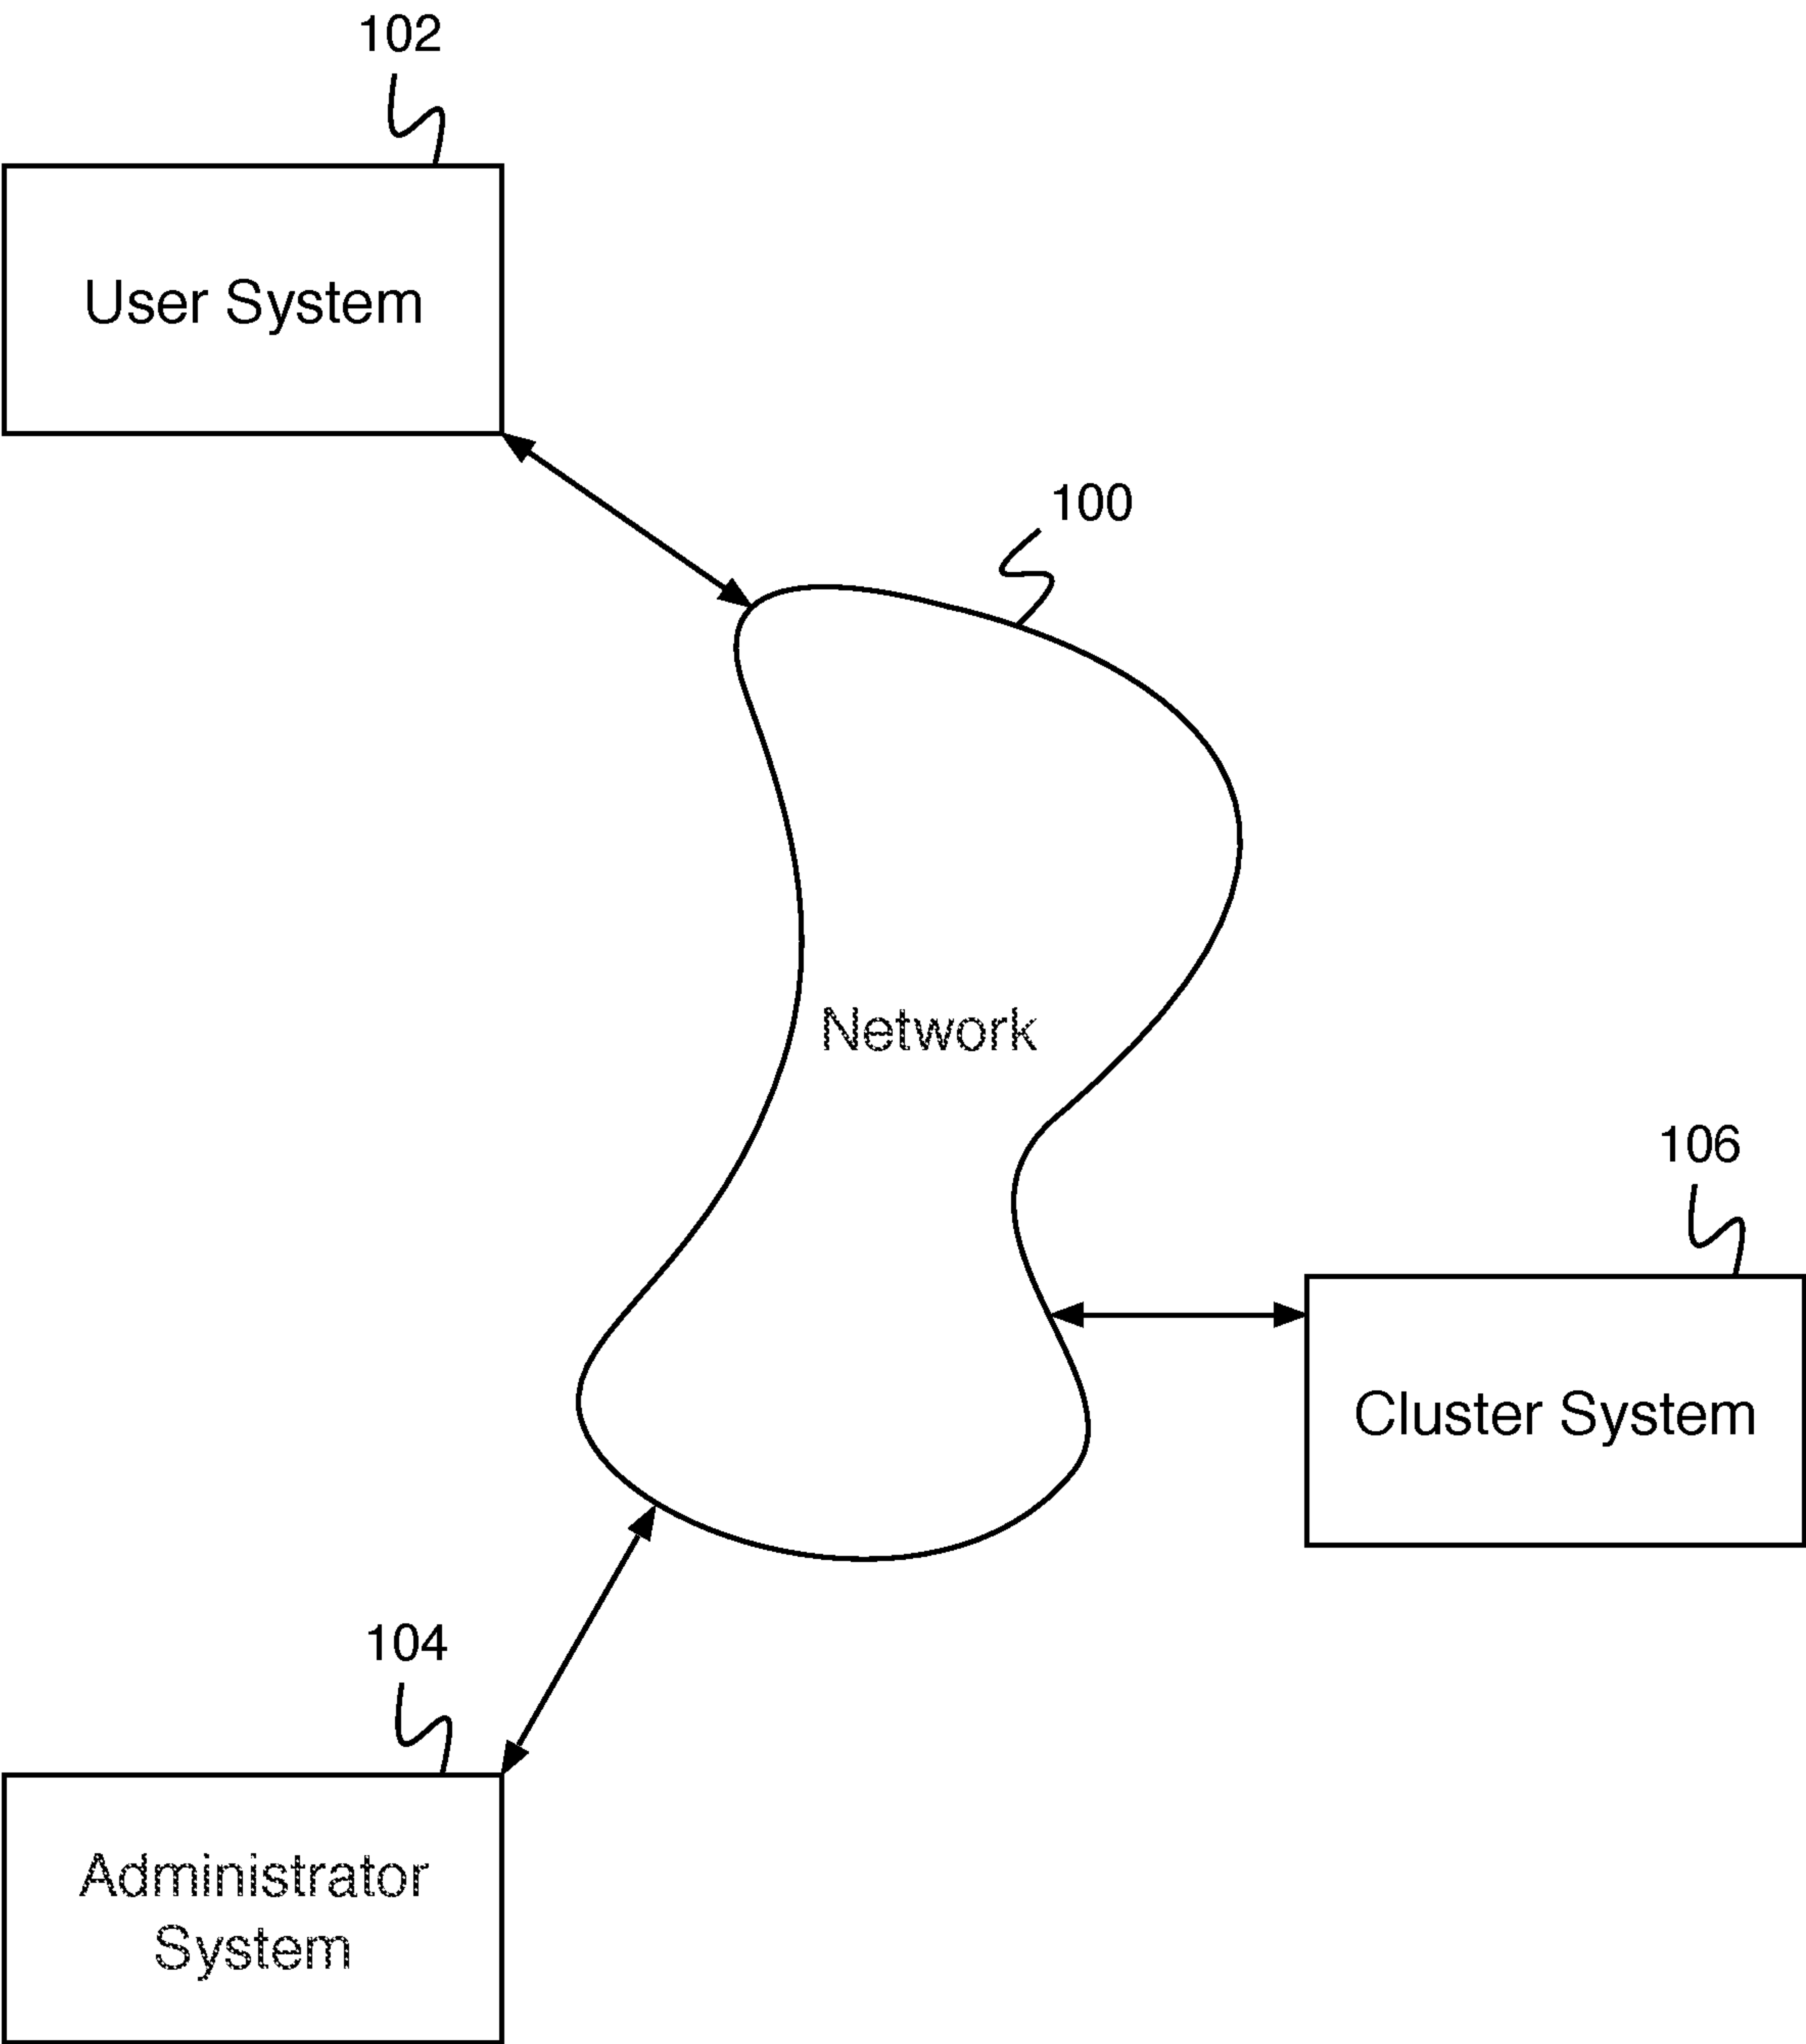 102
User System
100
Network
106
Cluster System
104
Administrator
System